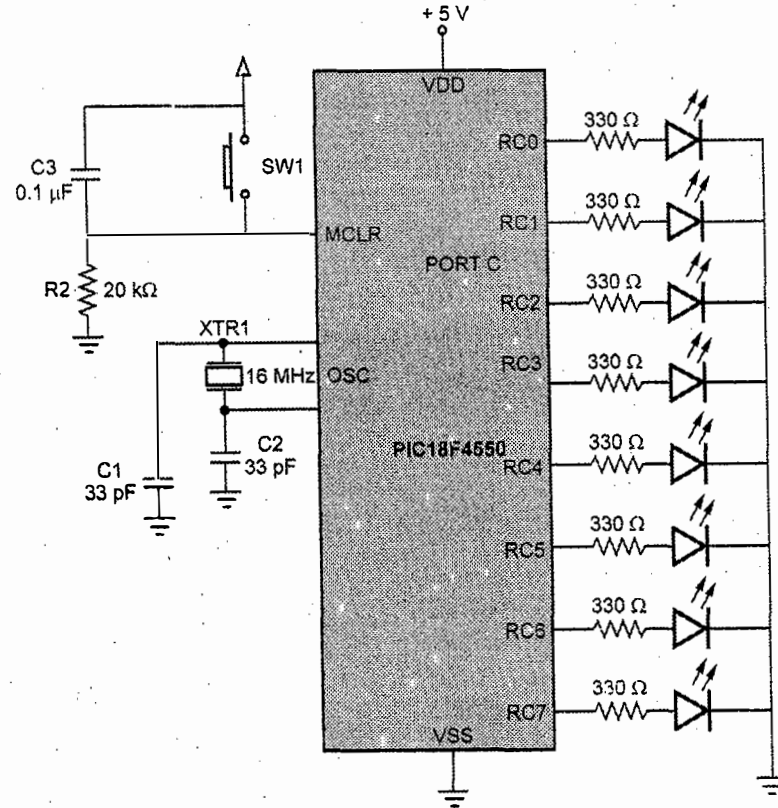 + 5 V
VDD
C3
0.1 µF
SW1
MCLR
R2
20 kΩ
XTR1
16 MHz
OSC
C1
33 pF
C2
33 pF
PORT C
PIC18F4550
RC0
330 Ω
RC1
330 Ω
RC2
330 Ω
RC3
330 Ω
RC4
330 Ω
RC5
330 Ω
RC6
330 Ω
RC7
330 Ω
VSS